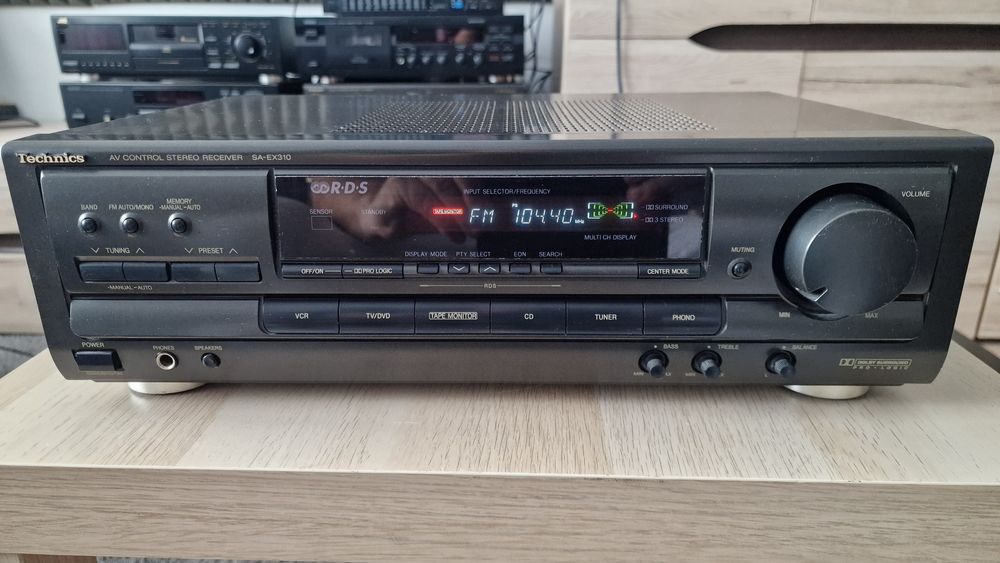 Technics AV CONTROL STEREO RECEIVER SA-EX310
R·D·S
INPUT SELECTOR/FREQUENCY
VOLUME
BAND FM AUTO/MONO MEMORY
-MANUAL-AUTO
SENSOR STANDBY
TAPE MONITOR FM 104.40 MHz
SURROUND
3 STEREO
MULTI CH DISPLAY
TUNING PRESET
DISPLAY MODE PTY SELECT EON SEARCH
MUTING
OFF/ON PRO LOGIC CENTER MODE
-MANUAL-AUTO
RDS
MIN MAX
VCR TV/DVD TAPE MONITOR CD TUNER PHONO
POWER PHONES SPEAKERS
BASS TREBLE BALANCE
MIN
L
DOLBY SURROUND
PRO·LOGIC